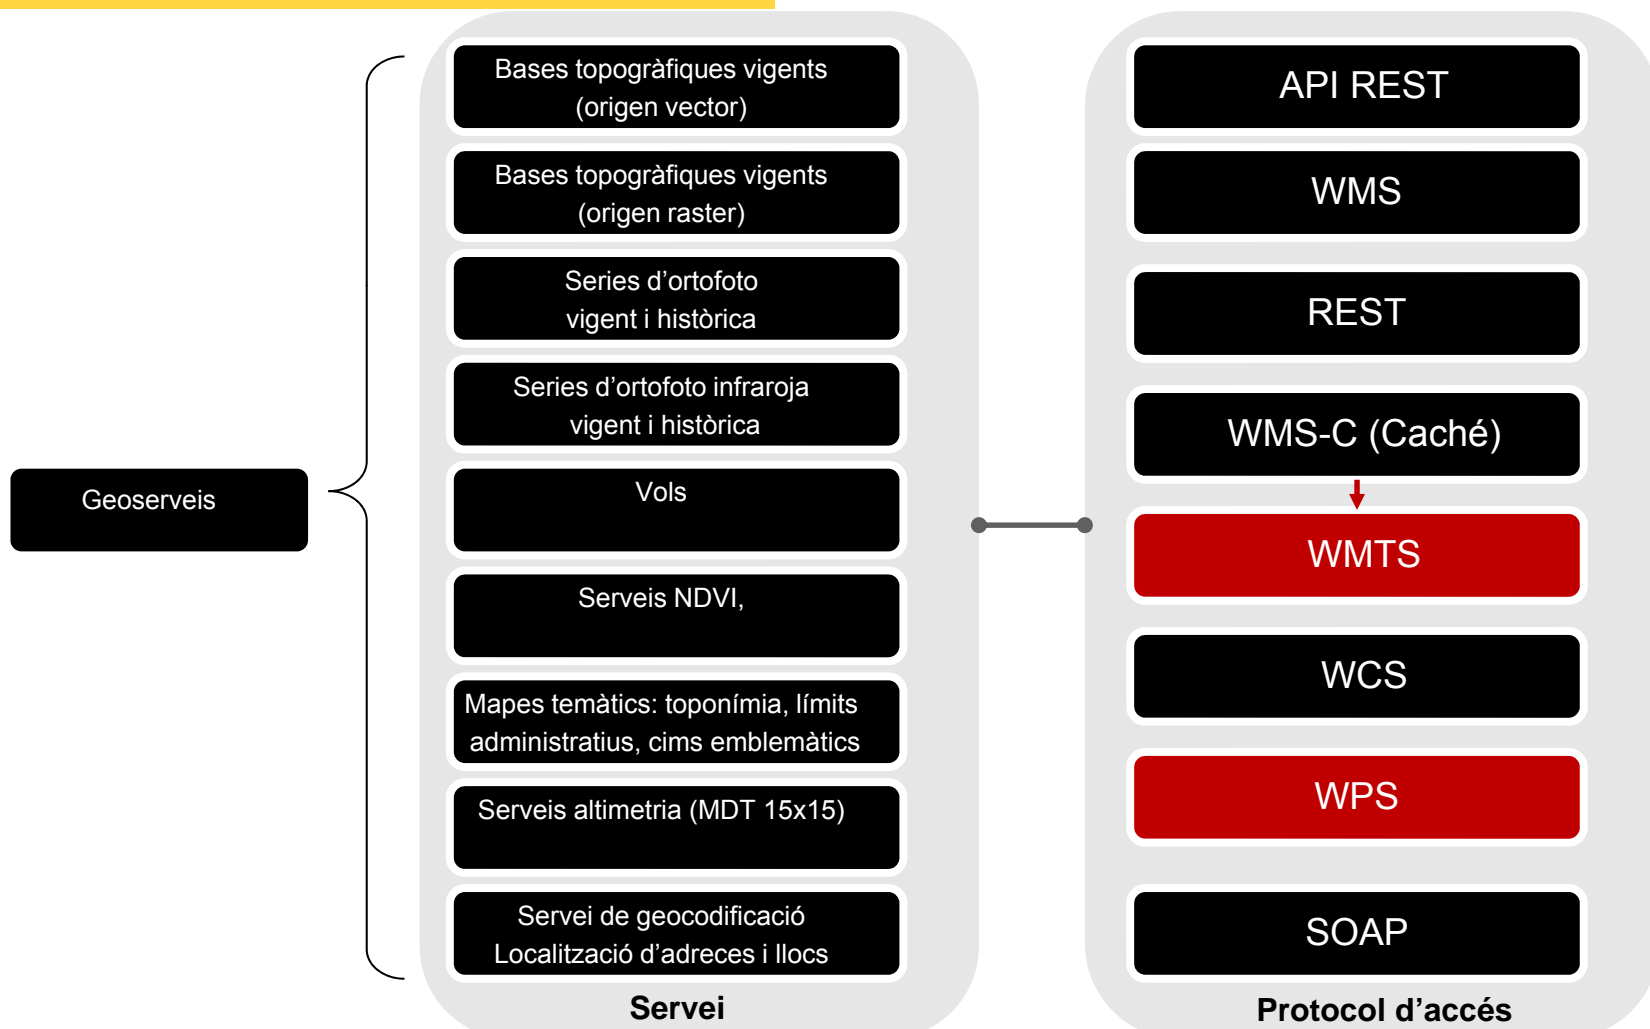 Geoserveis
Bases topogràfiques vigents
(origen vector)
Bases topogràfiques vigents
(origen raster)
Series d’ortofoto
vigent i històrica
Series d’ortofoto infraroja
vigent i històrica
Vols
Serveis NDVI,
Mapes temàtics: toponímia, límits
administratius, cims emblemàtics
Serveis altimetria (MDT 15x15)
Servei de geocodificació
Localització d’adreces i llocs
Servei
API REST
WMS
REST
WMS-C (Caché)
WMTS
WCS
WPS
SOAP
Protocol d’accés